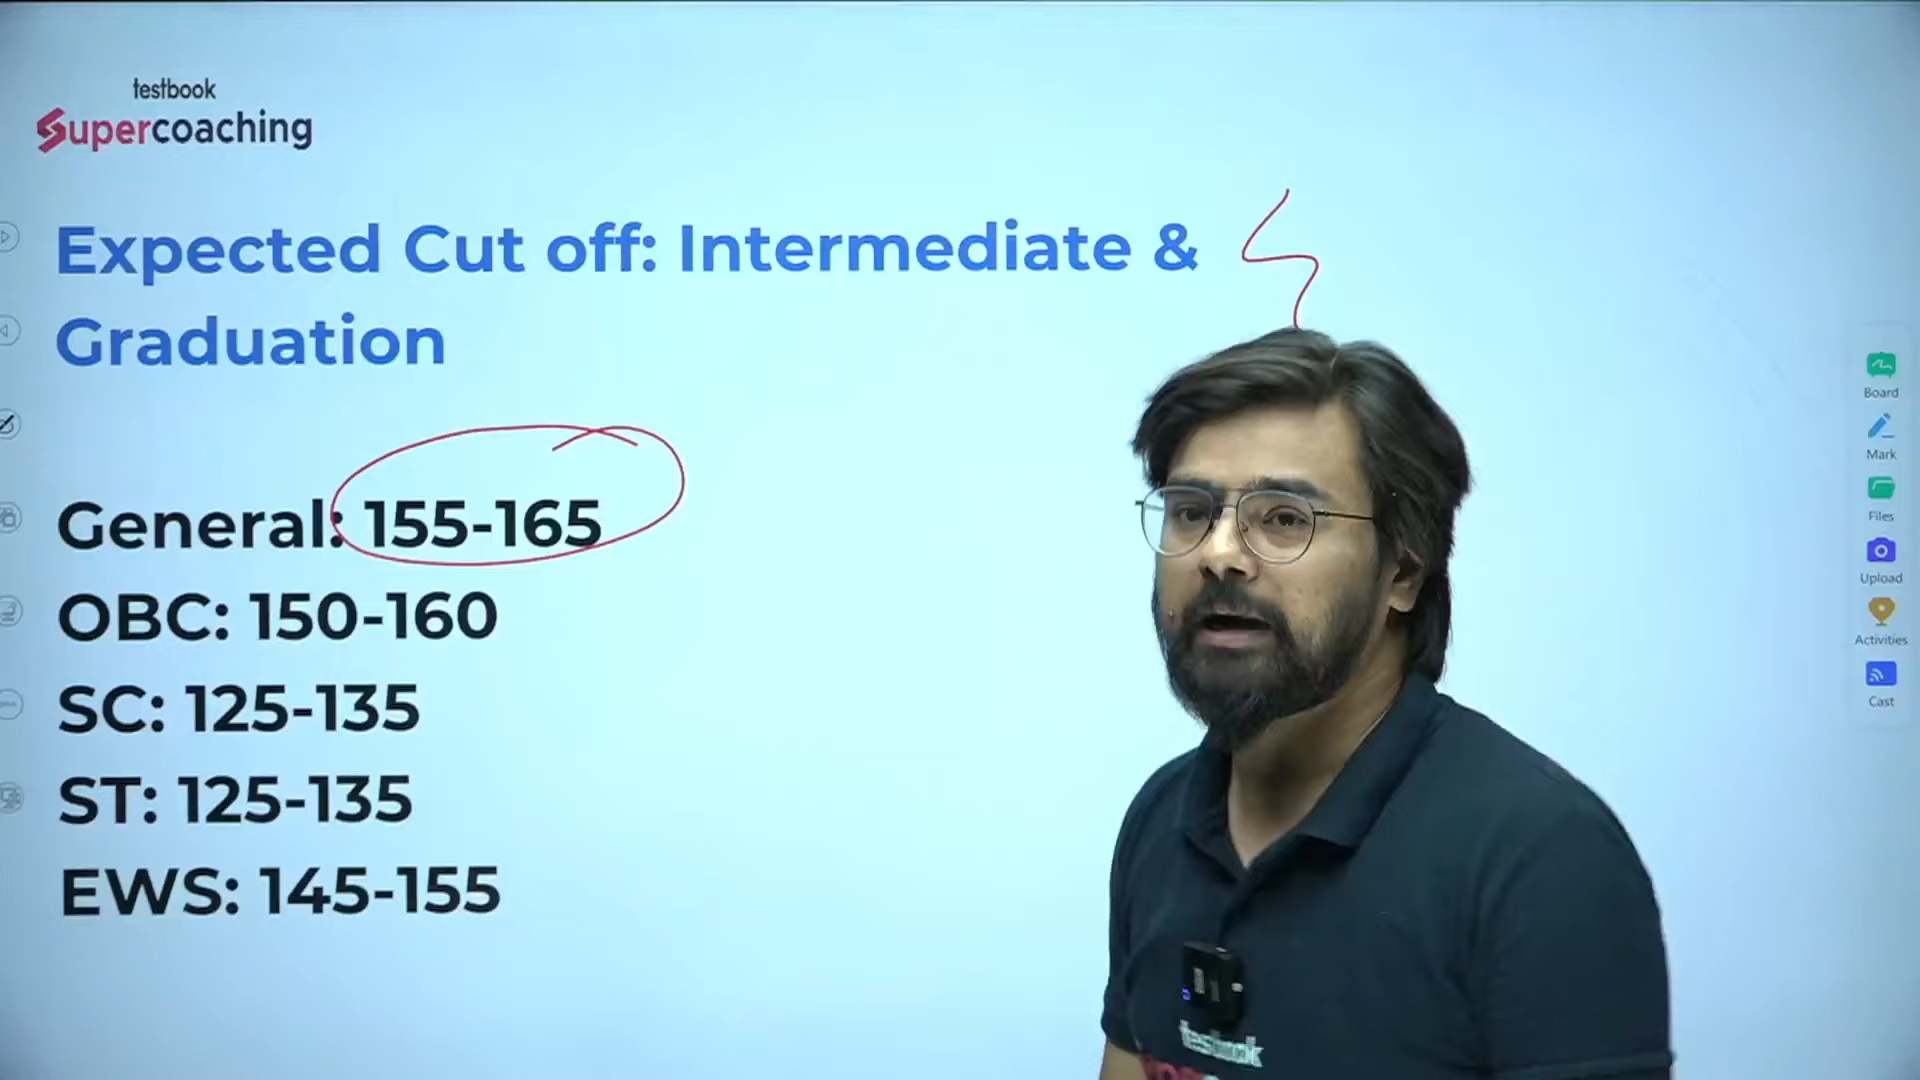 testbook
Supercoaching
Expected Cut off: Intermediate &
Graduation
General: 155-165
OBC: 150-160
SC: 125-135
ST: 125-135
EWS: 145-155
Board
Mark
Files
Upload
Activities
Cast
testbook